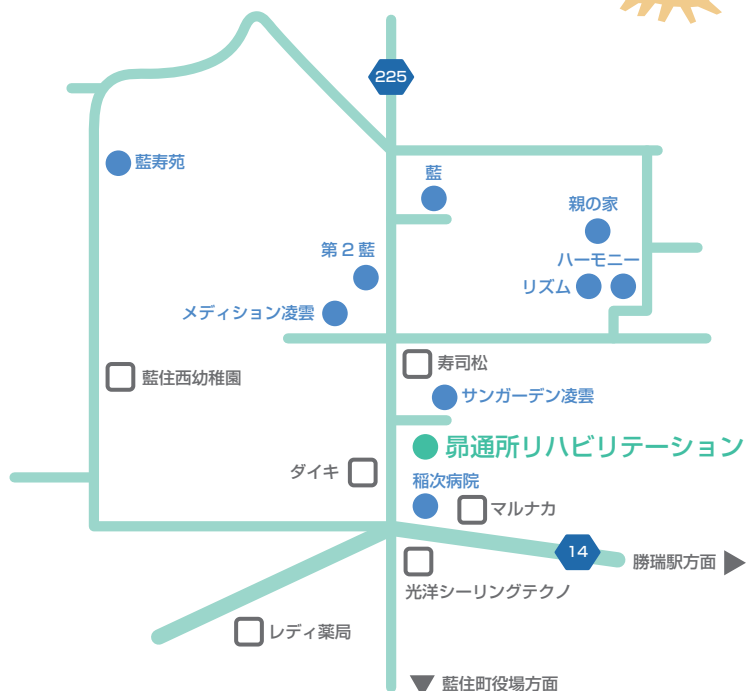 225
藍寿苑
藍
親の家
第2藍
ハーモニー
リズム
メディション凌雲
寿司松
藍住西幼稚園
サンガーデン凌雲
昴通所リハビリテーション
ダイキ
稲次病院
マルナカ
14
勝瑞駅方面
光洋シーリングテクノ
レディ薬局
藍住町役場方面